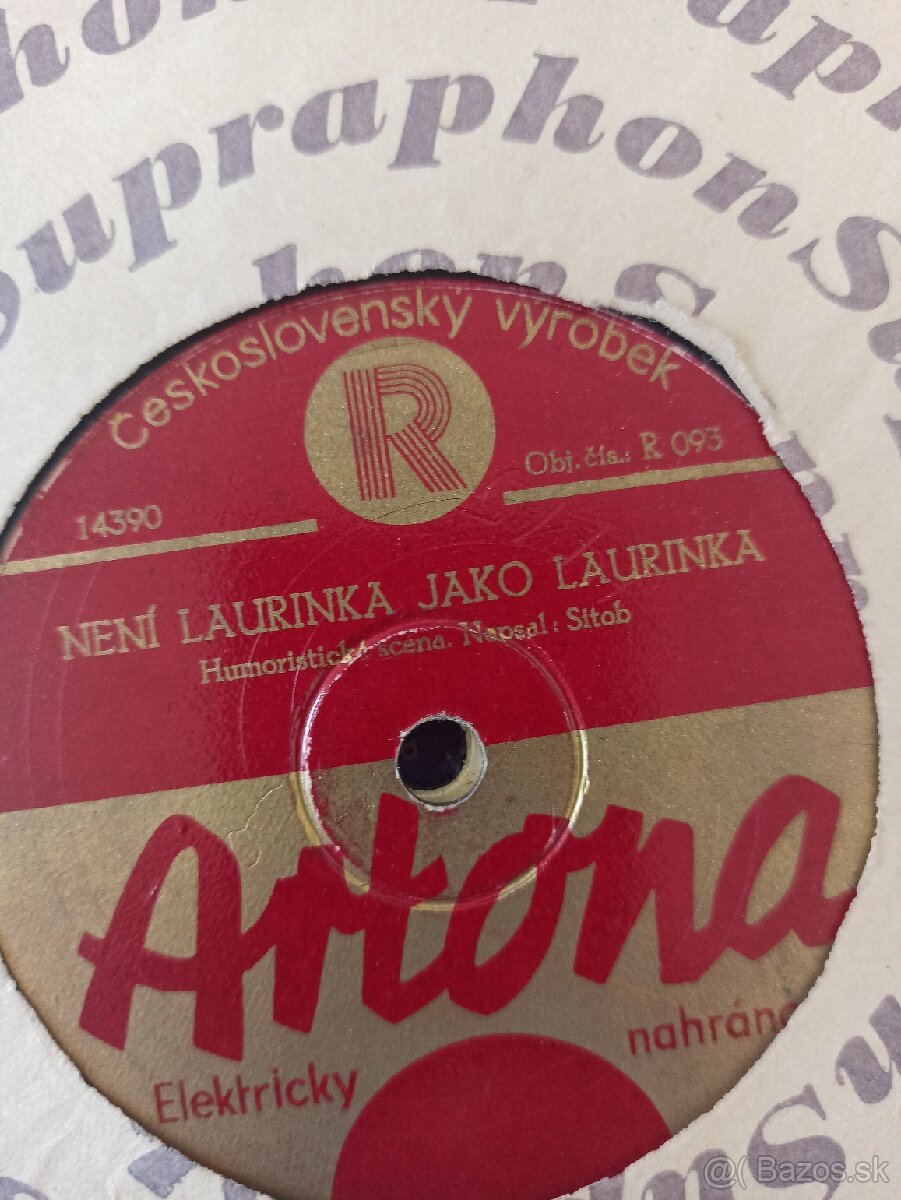 Supraphon
Československý výrobek
R
14390
Obj. čís.: R 093
NENÍ LAURINKA JAKO LAURINKA
Humoristická scena. Napsal: Sitob
Artona
Elektricky
nahráno
@( Bazos.sk